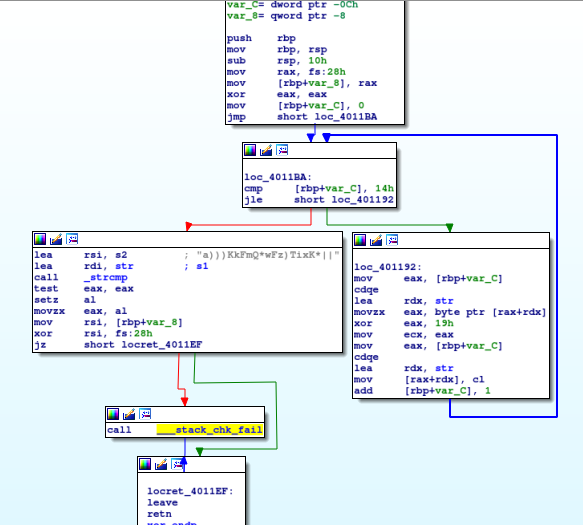 var_C= dword ptr -0Ch
var_8= qword ptr -8
push rbp
mov rbp, rsp
sub rsp, 10h
mov rax, fs:28h
mov [rbp+var_8], rax
xor eax, eax
mov [rbp+var_C], 0
jmp short loc_4011BA
loc_4011BA:
cmp [rbp+var_C], 14h
jle short loc_401192
lea rsi, s2 ; "a)))KkFmQ*wFz)TixK*||"
lea rdi, str ; s1
call _strcmp
test eax, eax
setz al
movzx eax, al
mov rsi, [rbp+var_8]
xor rsi, fs:28h
jz short locret_4011EF
loc_401192:
mov eax, [rbp+var_C]
cdqe
lea rdx, str
movzx eax, byte ptr [rax+rdx]
xor eax, 19h
mov ecx, eax
mov eax, [rbp+var_C]
cdqe
lea rdx, str
mov [rax+rdx], cl
add [rbp+var_C], 1
call ___stack_chk_fail
locret_4011EF:
leave
retn
xor endp